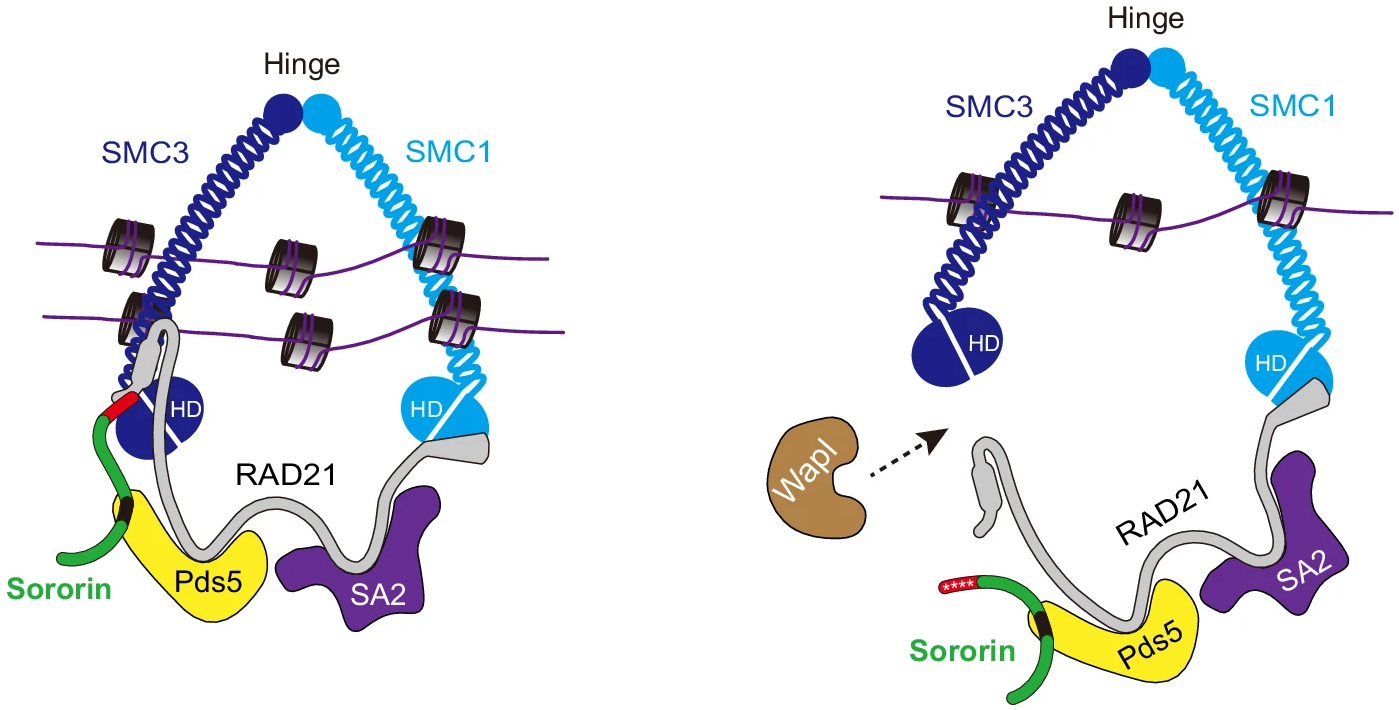 Hinge
SMC3
SMC1
HD
HD
RAD21
Sororin
Pds5
SA2
Hinge
SMC3
SMC1
HD
HD
Wapl
RAD21
****
Sororin
Pds5
SA2